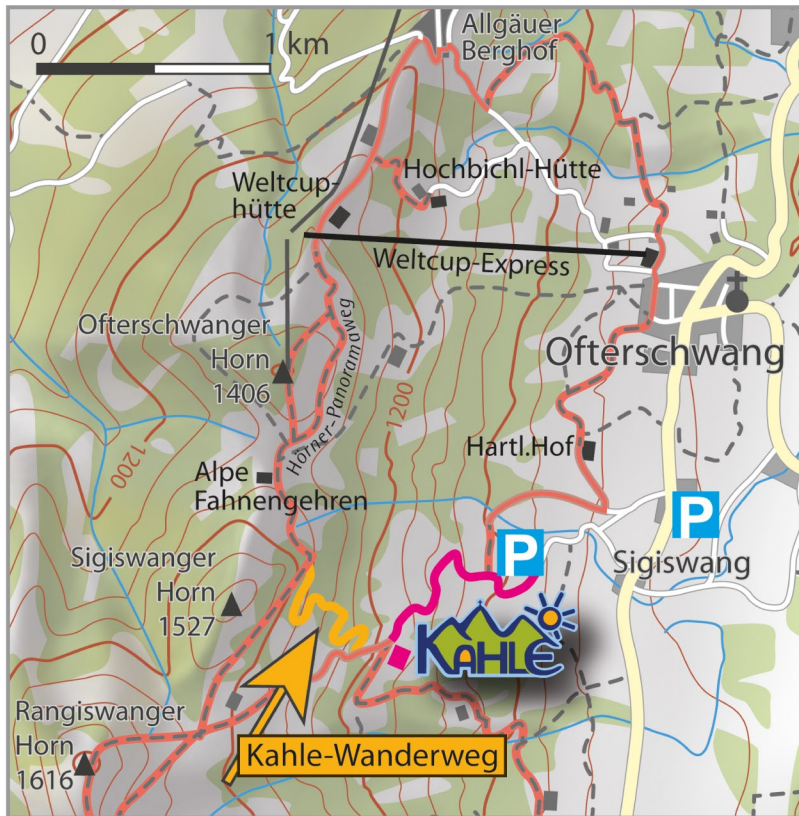 0
1 km
Allgäuer
Berghof
Hochbichl-Hütte
Weltcup-
hütte
Weltcup-Express
Ofterschwanger
Horn
1406
Hörner-Panoramaweg
1200
Ofterschwang
Hartl.Hof
1200
Alpe
Fahnengehren
P
P
Sigiswang
Sigiswanger
Horn
1527
KAHLE
Rangiswanger
Horn
1616
Kahle-Wanderweg